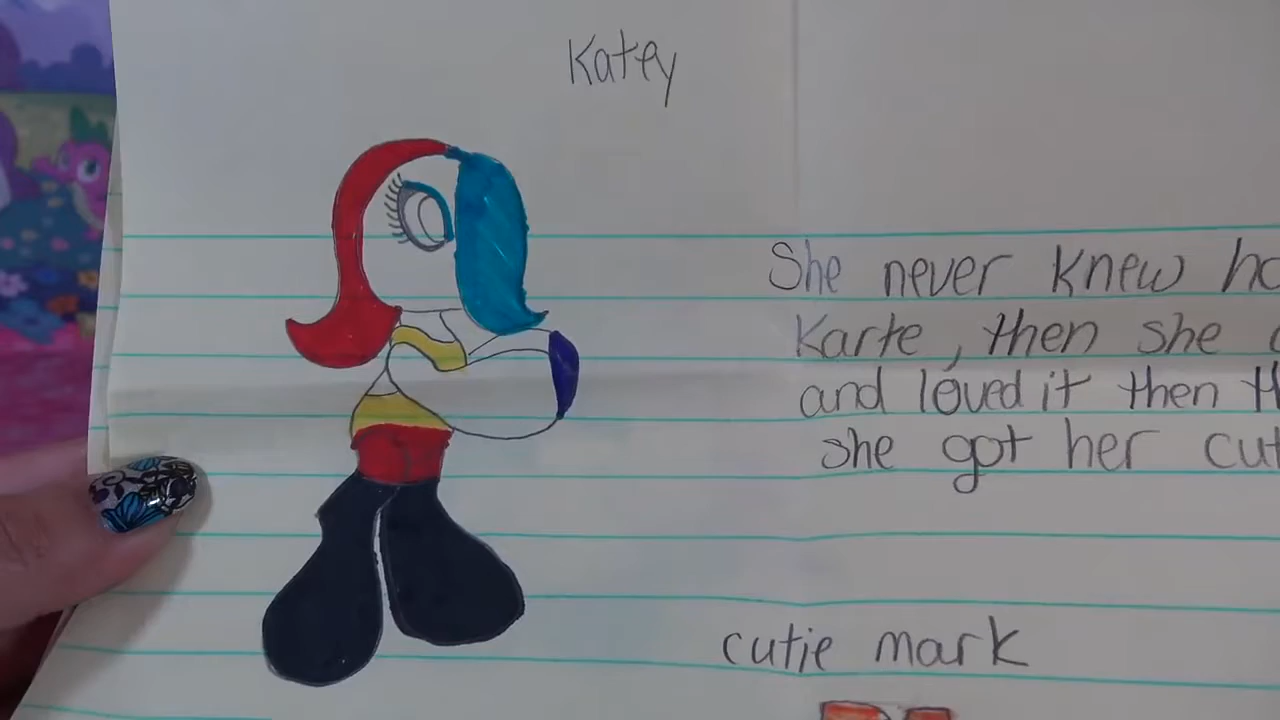 Katey
She never knew
Karte, then she
and loved it then
she got her
cutie mark